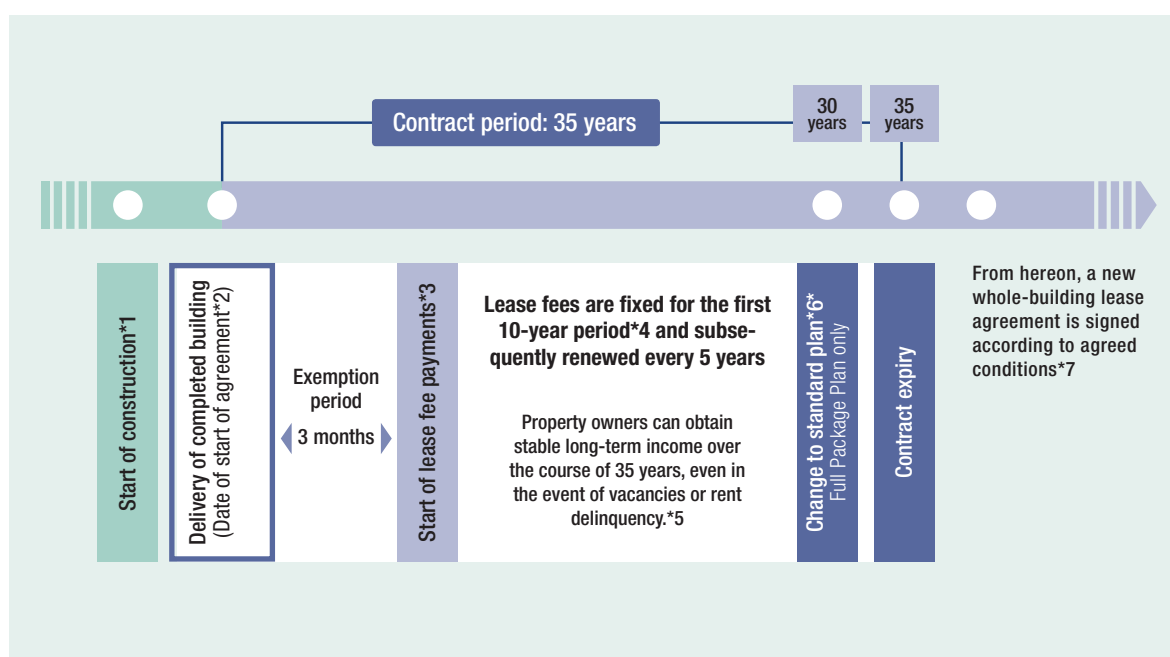 Contract period: 35 years
30
years
35
years
Start of construction*1
Delivery of completed building
(Date of start of agreement*2)
Exemption
period
3 months
Start of lease fee payments*3
Lease fees are fixed for the first
10-year period*4 and subse-
quently renewed every 5 years
Property owners can obtain
stable long-term income over
the course of 35 years, even in
the event of vacancies or rent
delinquency.*5
Change to standard plan*6*
Full Package Plan only
Contract expiry
From hereon, a new
whole-building lease
agreement is signed
according to agreed
conditions*7